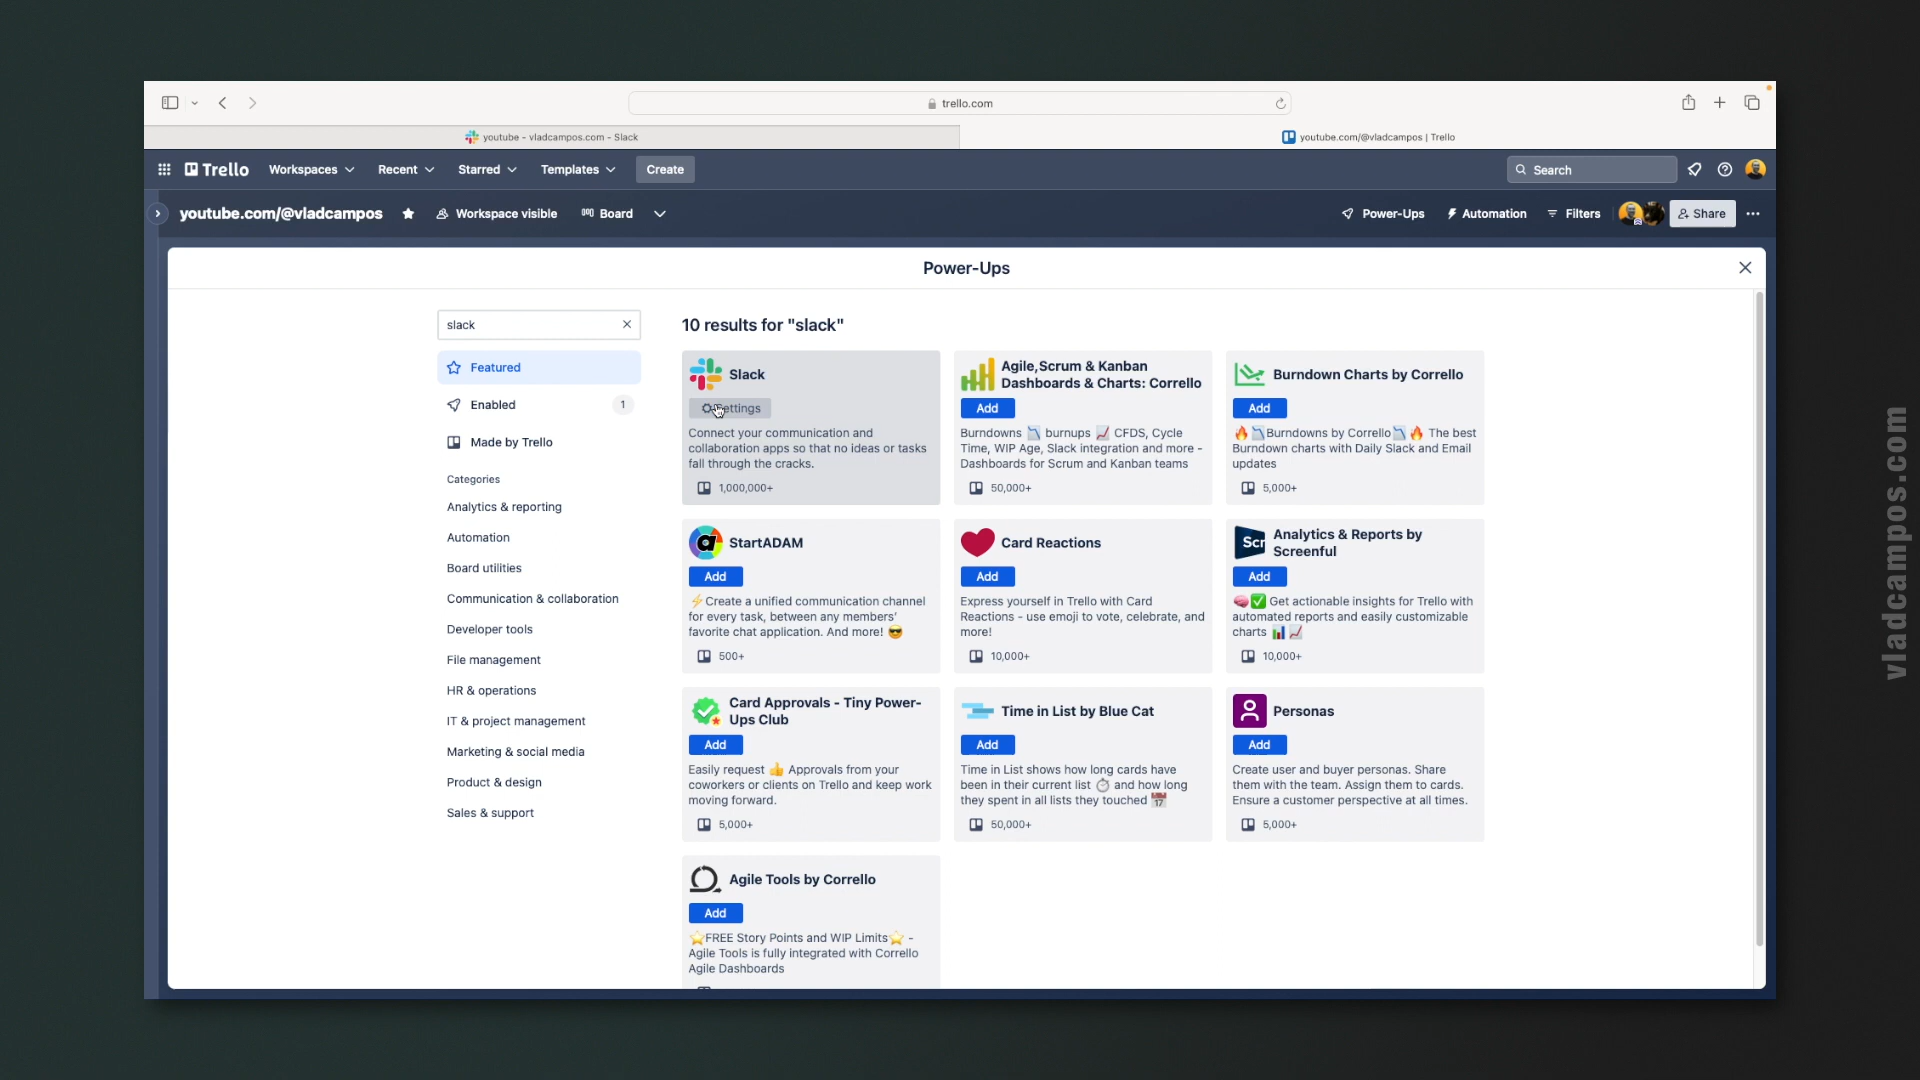 trello.com
youtube - vladcampos.com - Slack
youtube.com/@vladcampos | Trello
Trello
Workspaces
Recent
Starred
Templates
Create
Search
youtube.com/@vladcampos
Workspace visible
Board
Power-Ups
Automation
Filters
Share
Power-Ups
slack
Featured
Enabled
1
Made by Trello
Categories
Analytics & reporting
Automation
Board utilities
Communication & collaboration
Developer tools
File management
HR & operations
IT & project management
Marketing & social media
Product & design
Sales & support
10 results for "slack"
Slack
Settings
Connect your communication and
collaboration apps so that no ideas or tasks
fall through the cracks.
1,000,000+
Agile,Scrum & Kanban
Dashboards & Charts: Corrello
Add
Burndowns 📉 burnups 📈 CFDS, Cycle
Time, WIP Age, Slack integration and more -
Dashboards for Scrum and Kanban teams
50,000+
Burndown Charts by Corrello
Add
🔥📉Burndowns by Corrello📉🔥 The best
Burndown charts with Daily Slack and Email
updates
5,000+
StartADAM
Add
⚡Create a unified communication channel
for every task, between any members'
favorite chat application. And more! 😎
500+
Card Reactions
Add
Express yourself in Trello with Card
Reactions - use emoji to vote, celebrate, and
more!
10,000+
Scr
Analytics & Reports by
Screenful
Add
🧠✅ Get actionable insights for Trello with
automated reports and easily customizable
charts 📊📈
10,000+
Card Approvals - Tiny Power-
Ups Club
Add
Easily request 👍 Approvals from your
coworkers or clients on Trello and keep work
moving forward.
5,000+
Time in List by Blue Cat
Add
Time in List shows how long cards have
been in their current list ⏱ and how long
they spent in all lists they touched 📅
50,000+
Personas
Add
Create user and buyer personas. Share
them with the team. Assign them to cards.
Ensure a customer perspective at all times.
5,000+
Agile Tools by Corrello
Add
⭐FREE Story Points and WIP Limits⭐ -
Agile Tools is fully integrated with Corrello
Agile Dashboards
vladcampos.com